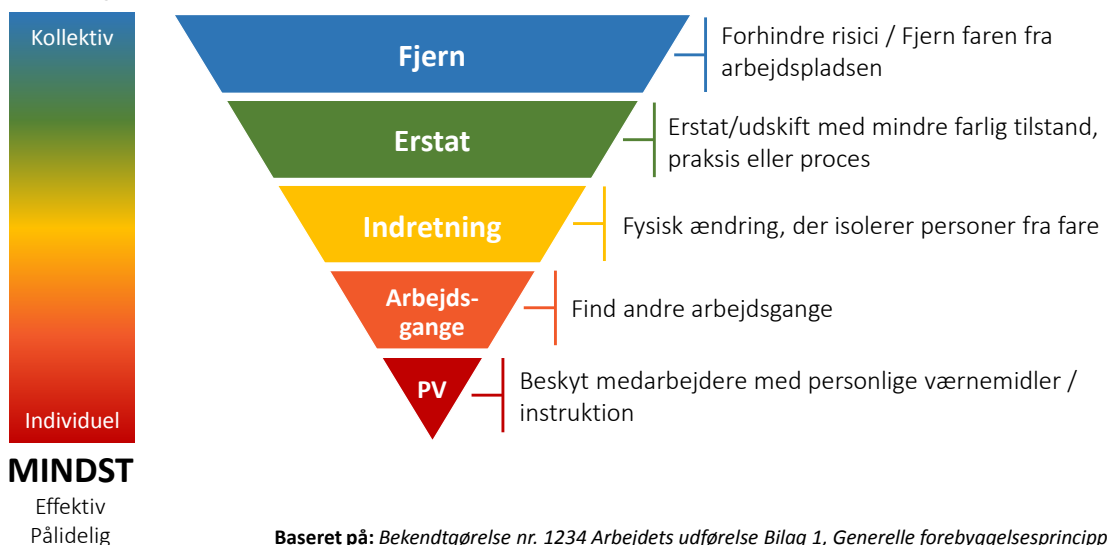 Kollektiv
Fjern
Forhindre risici / Fjern faren fra
arbejdspladsen
Erstat
Erstat/udskift med mindre farlig tilstand,
praksis eller proces
Indretning
Fysisk ændring, der isolerer personer fra fare
Arbejds-
gange
Find andre arbejdsgange
PV
Beskyt medarbejdere med personlige værnemidler /
instruktion
Individuel
MINDST
Effektiv
Pålidelig
Baseret på: Bekendtgørelse nr. 1234 Arbejdets udførelse Bilag 1, Generelle forebyggelsesprincipp